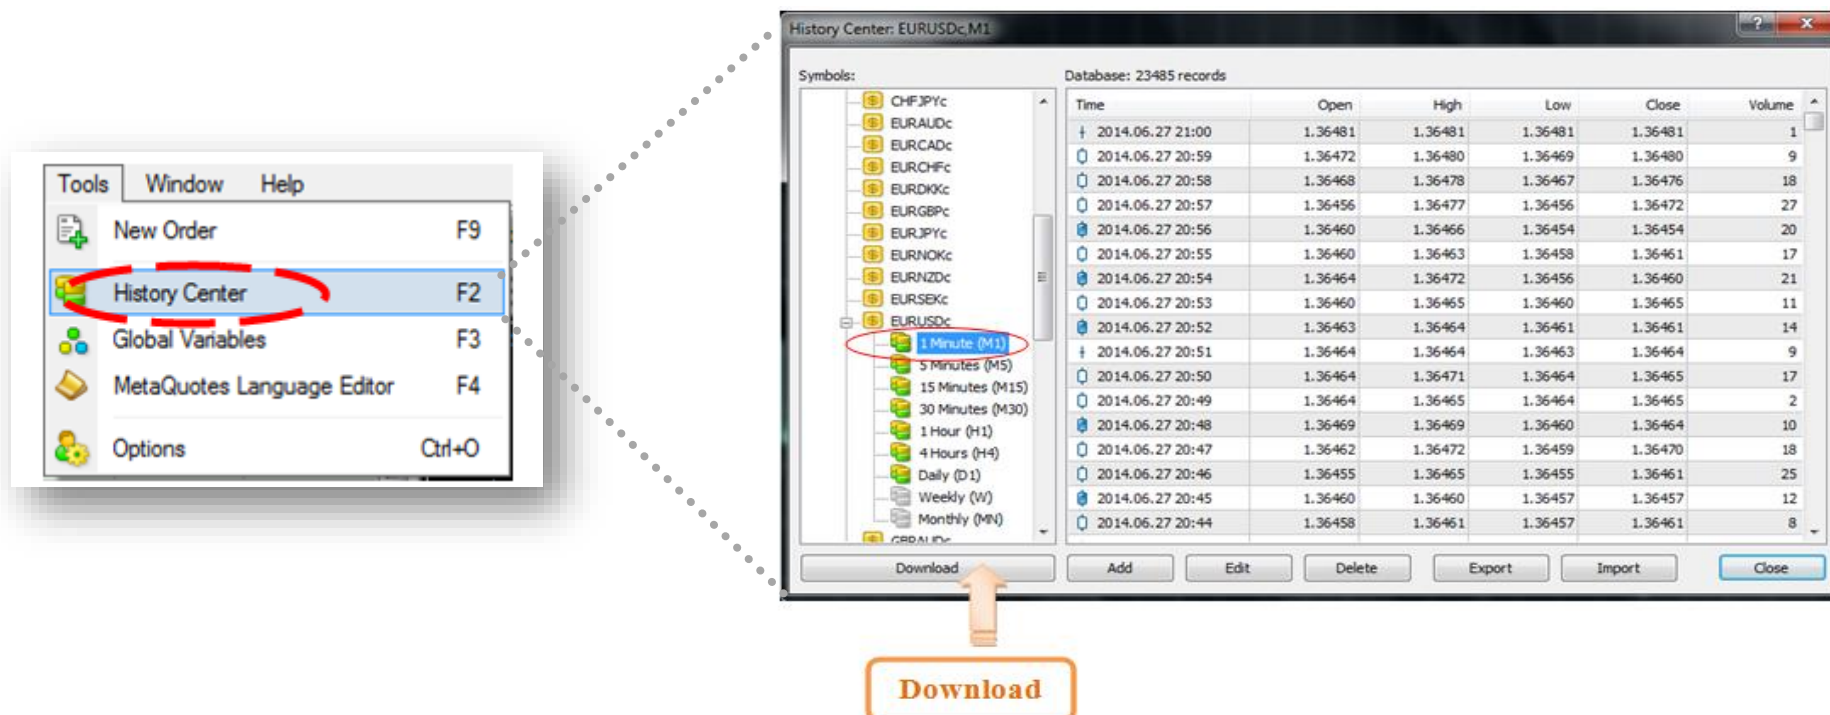 Tools Window Help
New Order F9
History Center F2
Global Variables F3
MetaQuotes Language Editor F4
Options Ctrl+O
History Center: EURUSDc,M1
Symbols:
CHFJPYc
EURAUDc
EURCADc
EURCHFc
EURDKKc
EURGBPc
EURJPYc
EURNOKc
EURNZDc
EURSEKc
EURUSDc
1 Minute (M1)
5 Minutes (M5)
15 Minutes (M15)
30 Minutes (M30)
1 Hour (H1)
4 Hours (H4)
Daily (D1)
Weekly (W)
Monthly (MN)
GBPAUDc
Database: 23485 records
Time Open High Low Close Volume
2014.06.27 21:00 1.36481 1.36481 1.36481 1.36481 1
2014.06.27 20:59 1.36472 1.36480 1.36469 1.36480 9
2014.06.27 20:58 1.36468 1.36478 1.36467 1.36476 18
2014.06.27 20:57 1.36456 1.36477 1.36456 1.36472 27
2014.06.27 20:56 1.36460 1.36466 1.36454 1.36454 20
2014.06.27 20:55 1.36460 1.36463 1.36458 1.36461 17
2014.06.27 20:54 1.36464 1.36472 1.36456 1.36460 21
2014.06.27 20:53 1.36460 1.36465 1.36460 1.36465 11
2014.06.27 20:52 1.36463 1.36464 1.36461 1.36461 14
2014.06.27 20:51 1.36464 1.36464 1.36463 1.36464 9
2014.06.27 20:50 1.36464 1.36471 1.36464 1.36465 17
2014.06.27 20:49 1.36464 1.36465 1.36464 1.36465 2
2014.06.27 20:48 1.36469 1.36469 1.36460 1.36464 10
2014.06.27 20:47 1.36462 1.36472 1.36459 1.36470 18
2014.06.27 20:46 1.36455 1.36465 1.36455 1.36461 25
2014.06.27 20:45 1.36460 1.36460 1.36457 1.36457 12
2014.06.27 20:44 1.36458 1.36461 1.36457 1.36461 8
Download Add Edit Delete Export Import Close
Download